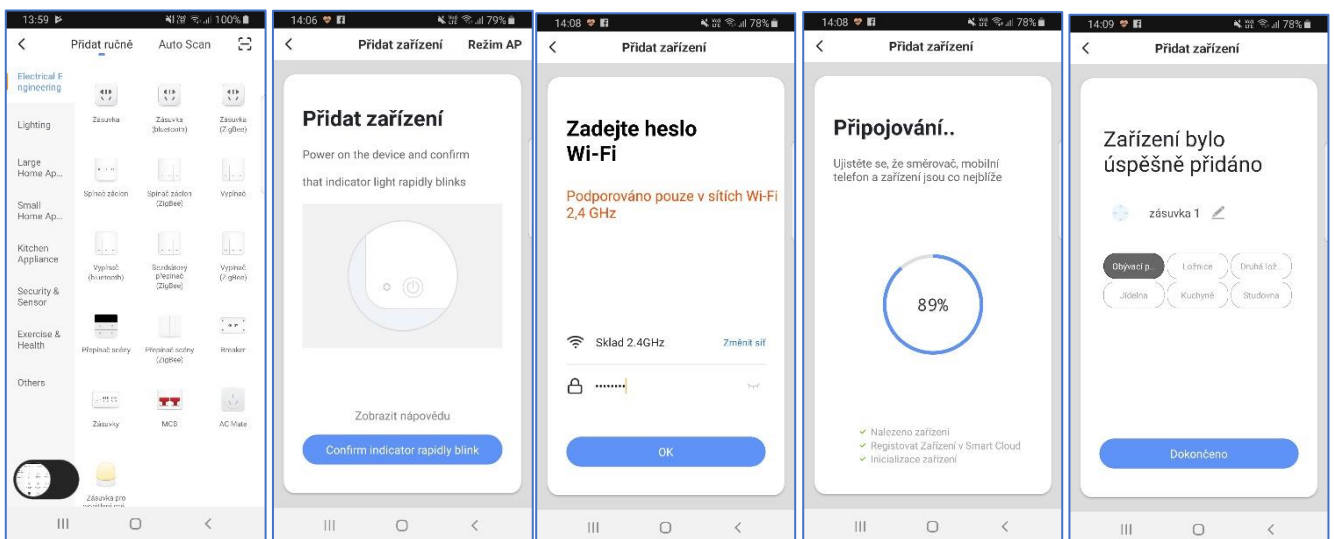 13:59
100%
Přidat ručně
Auto Scan
Electrical E
ngineering
Lighting
Large
Home Ap...
Small
Home Ap...
Kitchen
Appliance
Security &
Sensor
Exercise &
Health
Others
Zásuvka
Zásuvka
(bluetooth)
Zásuvka
(ZigBee)
Spínač záclon
Spínač záclon
(ZigBee)
Vypínač
Vypínač
(bluetooth)
Bezdrátový
přepínač
(ZigBee)
Vypínač
(ZigBee)
Přepínač scény
Přepínač scény
(ZigBee)
Breaker
Zásuvky
MCB
AC Mate
Zásuvka pro
14:06
79%
Přidat zařízení
Režim AP
Přidat zařízení
Power on the device and confirm
that indicator light rapidly blinks
Zobrazit nápovědu
Confirm indicator rapidly blink
14:08
78%
Přidat zařízení
Zadejte heslo
Wi-Fi
Podporováno pouze v sítích Wi-Fi
2,4 GHz
Sklad 2.4GHz
Změnit síť
OK
14:08
78%
Přidat zařízení
Připojování..
Ujistěte se, že směrovač, mobilní
telefon a zařízení jsou co nejblíže
89%
Nalezeno zařízení
Registovat Zařízení v Smart Cloud
Inicializace zařízení
14:09
78%
Přidat zařízení
Zařízení bylo
úspěšně přidáno
zásuvka 1
Obývací p...
Ložnice
Druhá lož...
Jídelna
Kuchyně
Studovna
Dokončeno